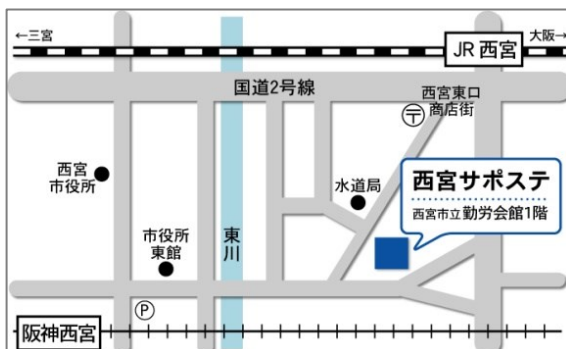 ←三宮
大阪→
JR 西宮
国道2号線
西宮東口
商店街
〒
西宮
市役所
水道局
西宮サポステ
西宮市立勤労会館1階
市役所
東館
東川
P
阪神西宮